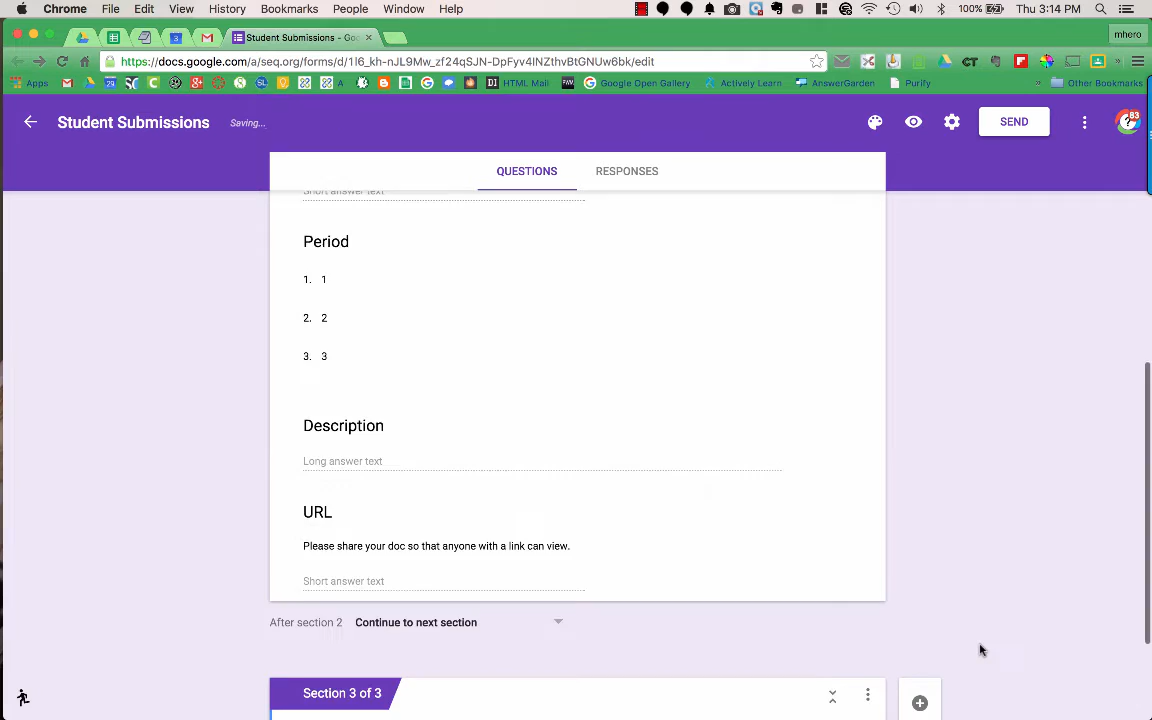 Chrome File Edit View History Bookmarks People Window Help 100% Thu 3:14 PM
Student Submissions - Goo mhero
https://docs.google.com/a/seq.org/forms/d/1I6_kh-nJL9Mw_zf24qSJN-DpFyv4lNZthvBtGNUw6bk/edit
Apps HTML Mail Google Open Gallery Actively Learn AnswerGarden Purify » Other Bookmarks
Student Submissions Saving... SEND 83
QUESTIONS RESPONSES
Short answer text
Period
1. 1
2. 2
3. 3
Description
Long answer text
URL
Please share your doc so that anyone with a link can view.
Short answer text
After section 2 Continue to next section
Section 3 of 3